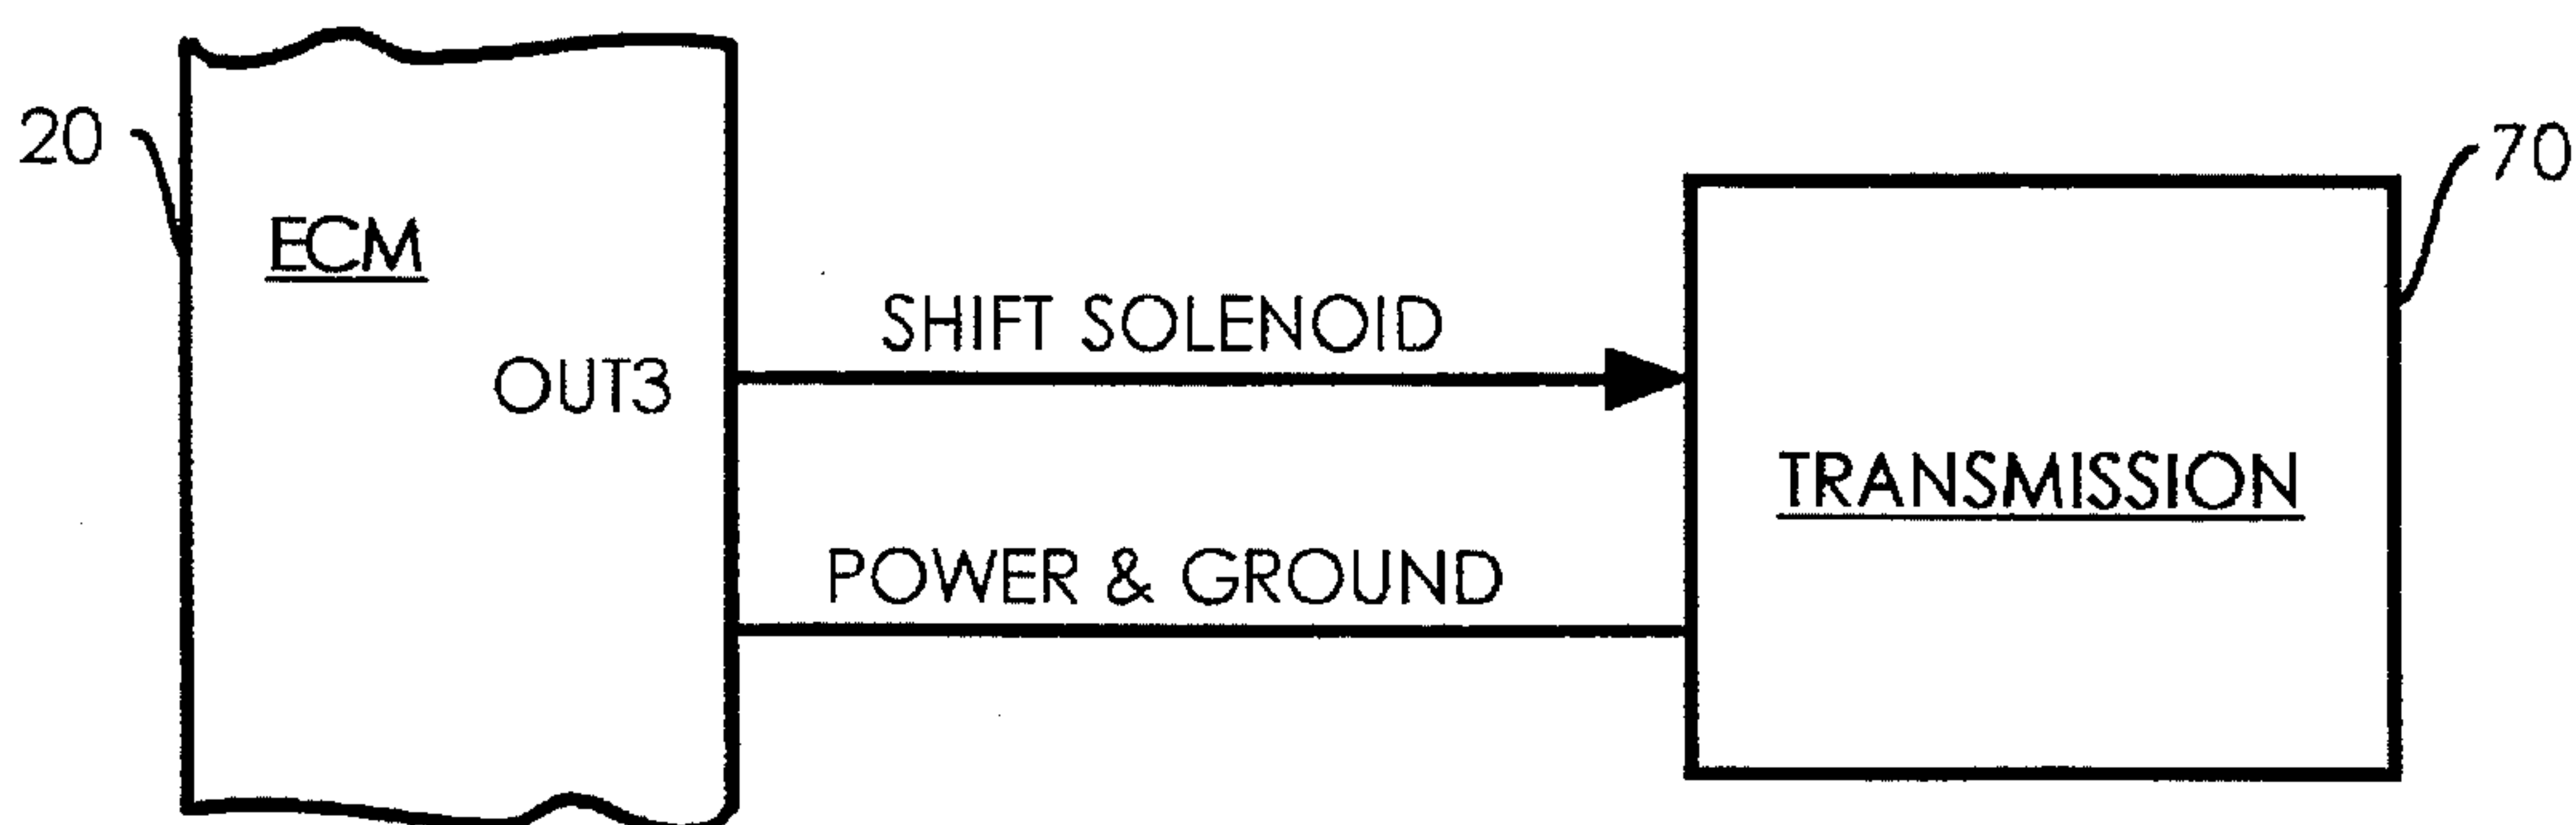 20
70
ECM
SHIFT SOLENOID
OUT3
TRANSMISSION
POWER & GROUND